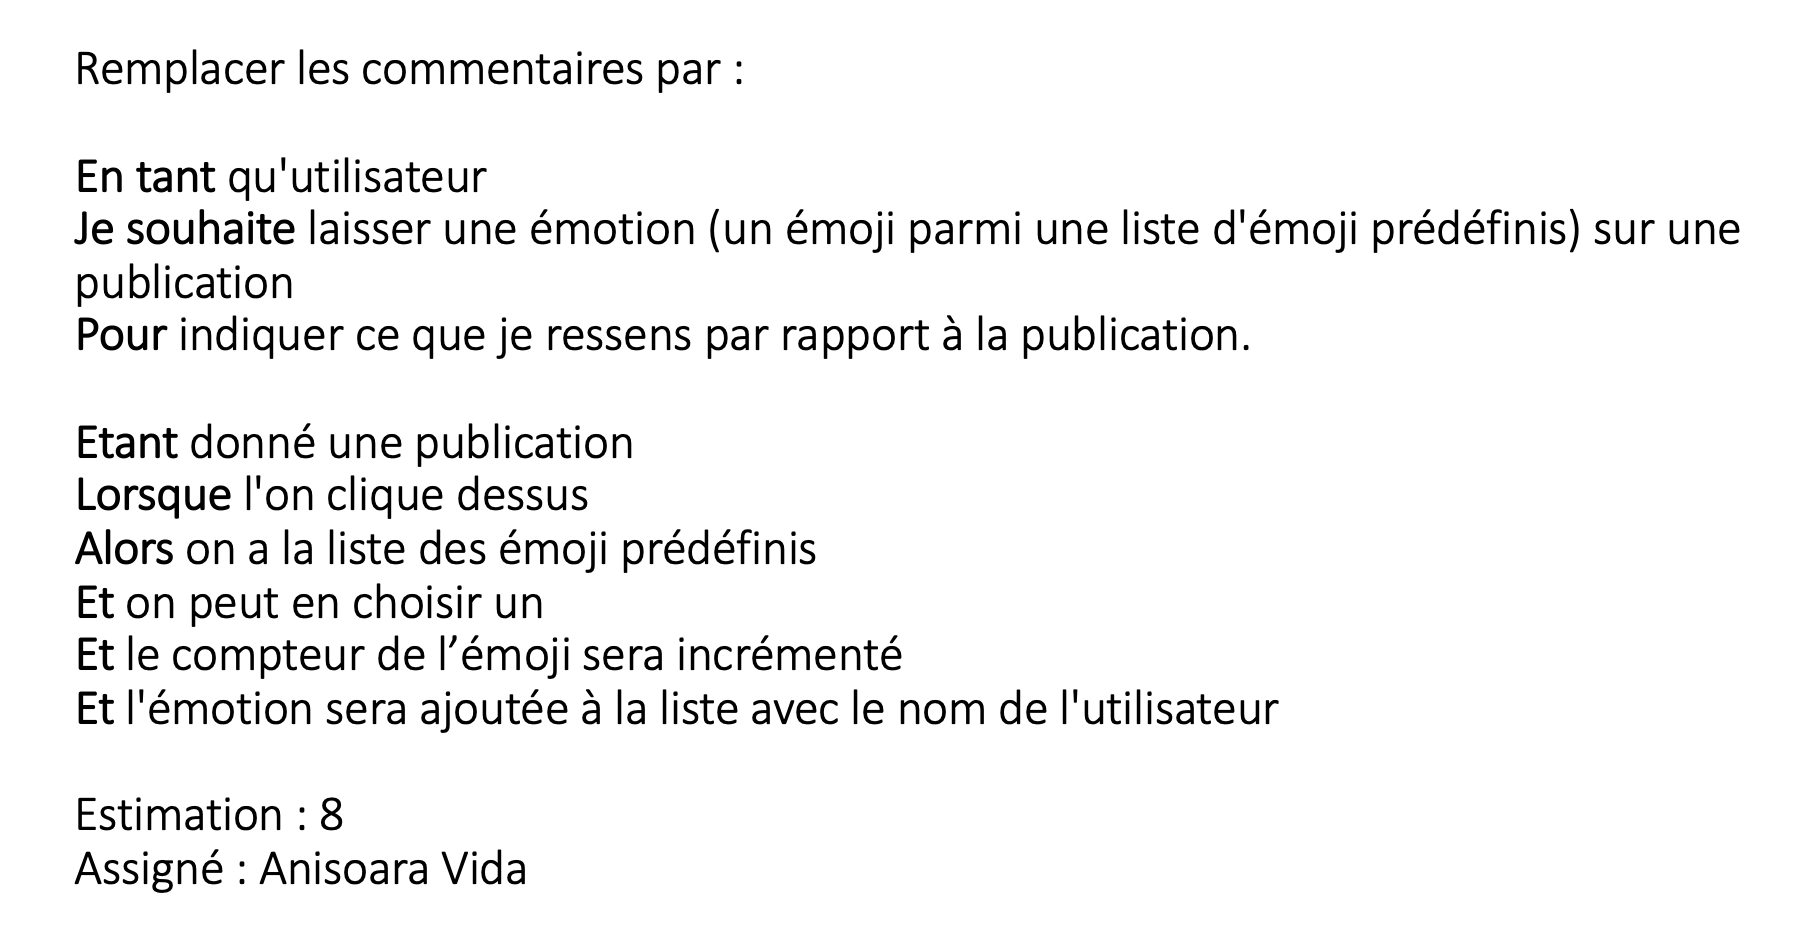 Remplacer les commentaires par :
En tant qu'utilisateur
Je souhaite laisser une émotion (un émoji parmi une liste d'émoji prédéfinis) sur une
publication
Pour indiquer ce que je ressens par rapport à la publication.
Etant donné une publication
Lorsque l'on clique dessus
Alors on a la liste des émoji prédéfinis
Et on peut en choisir un
Et le compteur de l’émoji sera incrémenté
Et l'émotion sera ajoutée à la liste avec le nom de l'utilisateur
Estimation : 8
Assigné : Anisoara Vida